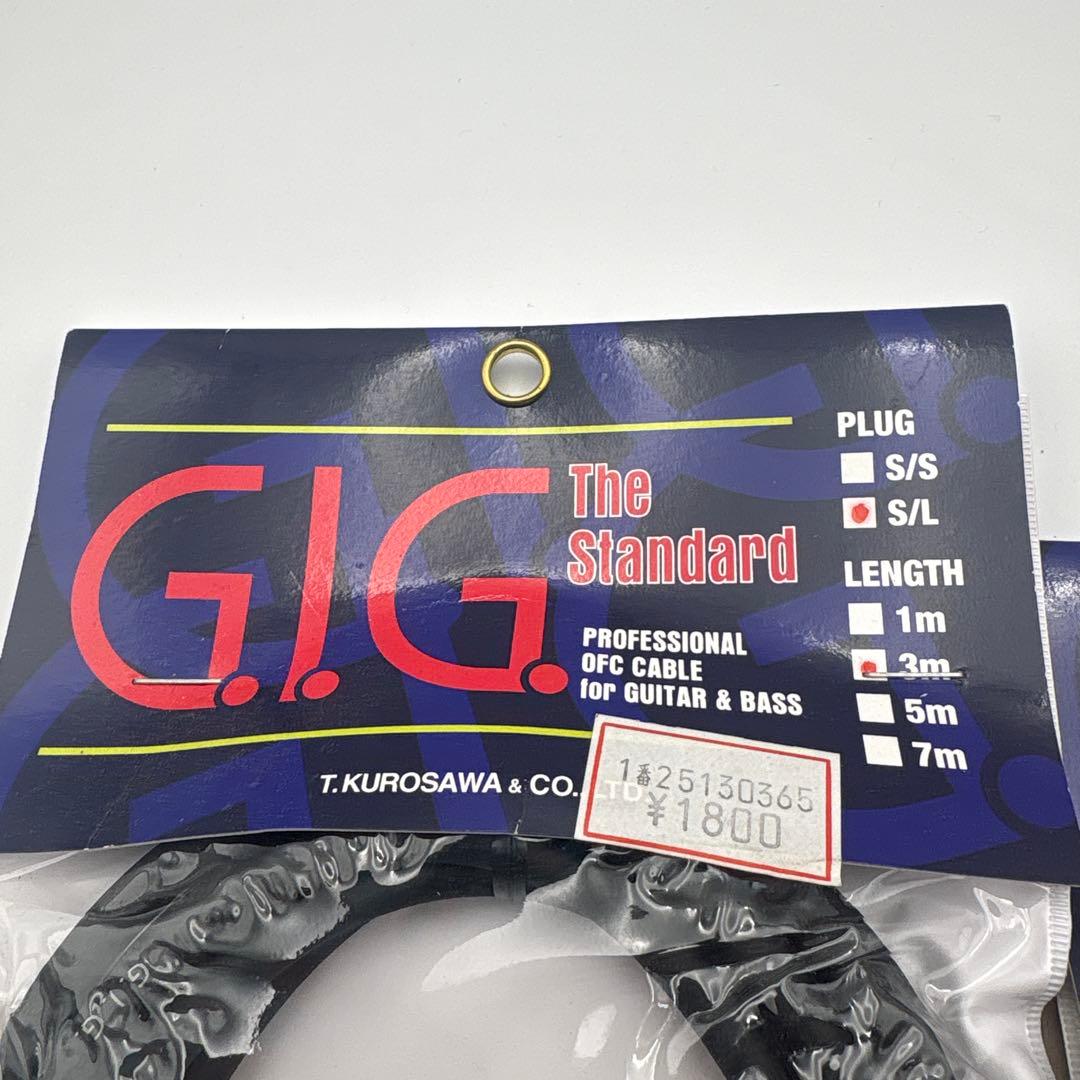 G.I.G.
The
Standard
PROFESSIONAL
OFC CABLE
for GUITAR & BASS
T.KUROSAWA & CO.,LTD.
PLUG
S/S
S/L
LENGTH
1m
3m
5m
7m
1番25130365
¥1800